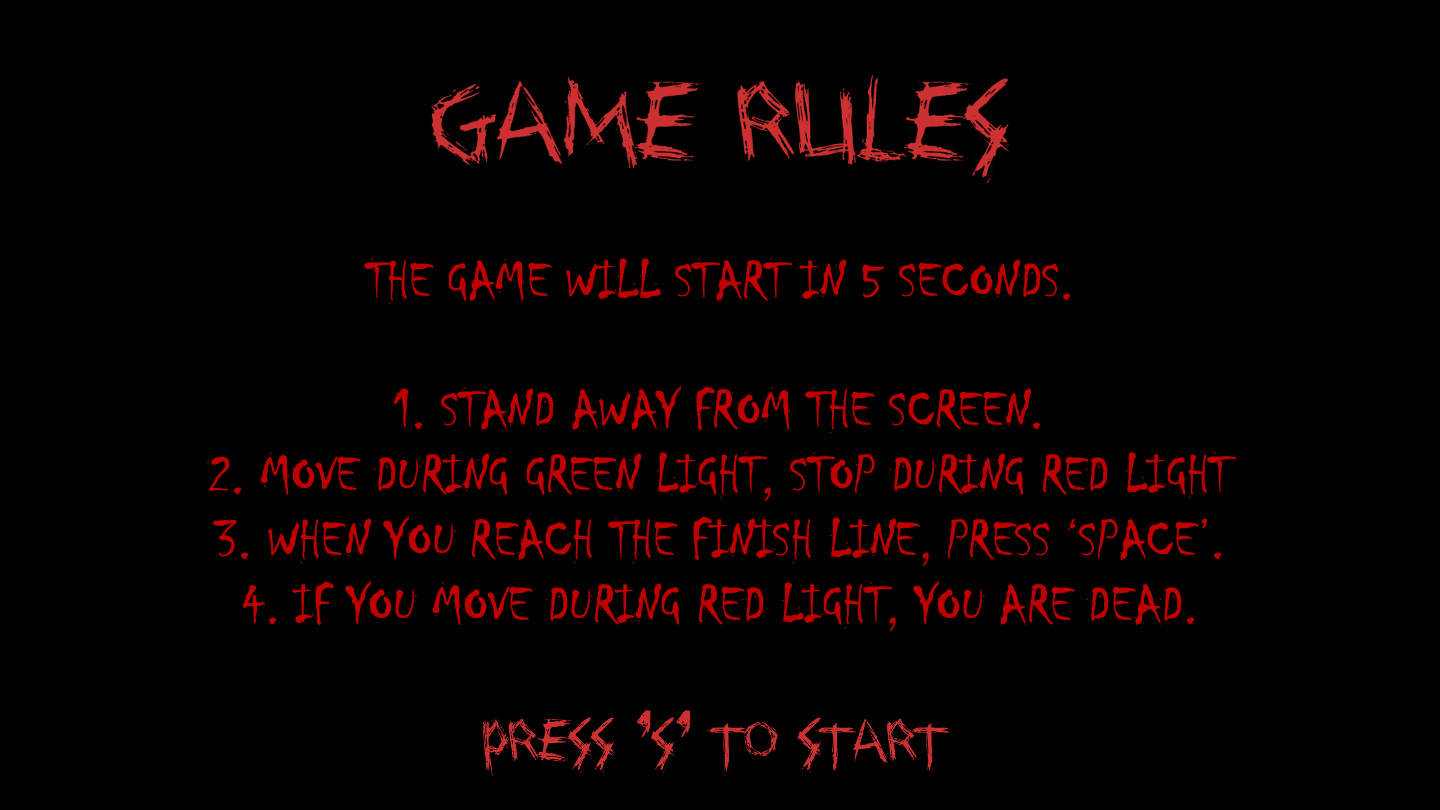 GAME RULES
THE GAME WILL START IN 5 SECONDS.
1. STAND AWAY FROM THE SCREEN.
2. MOVE DURING GREEN LIGHT, STOP DURING RED LIGHT
3. WHEN YOU REACH THE FINISH LINE, PRESS ‘SPACE’.
4. IF YOU MOVE DURING RED LIGHT, YOU ARE DEAD.
PRESS 'S' TO START